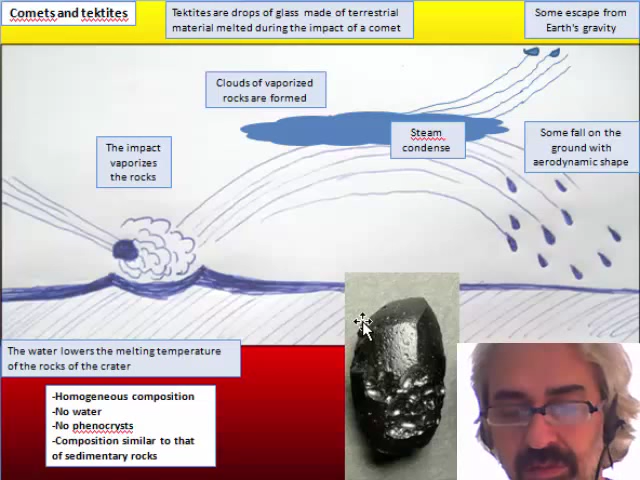 Comets and tektites
Tektites are drops of glass made of terrestrial
material melted during the impact of a comet
Some escape from
Earth's gravity
Clouds of vaporized
rocks are formed
Steam
condense
Some fall on the
ground with
aerodynamic shape
The impact
vaporizes
the rocks
The water lowers the melting temperature
of the rocks of the crater
-Homogeneous composition
-No water
-No phenocrysts
-Composition similar to that
of sedimentary rocks